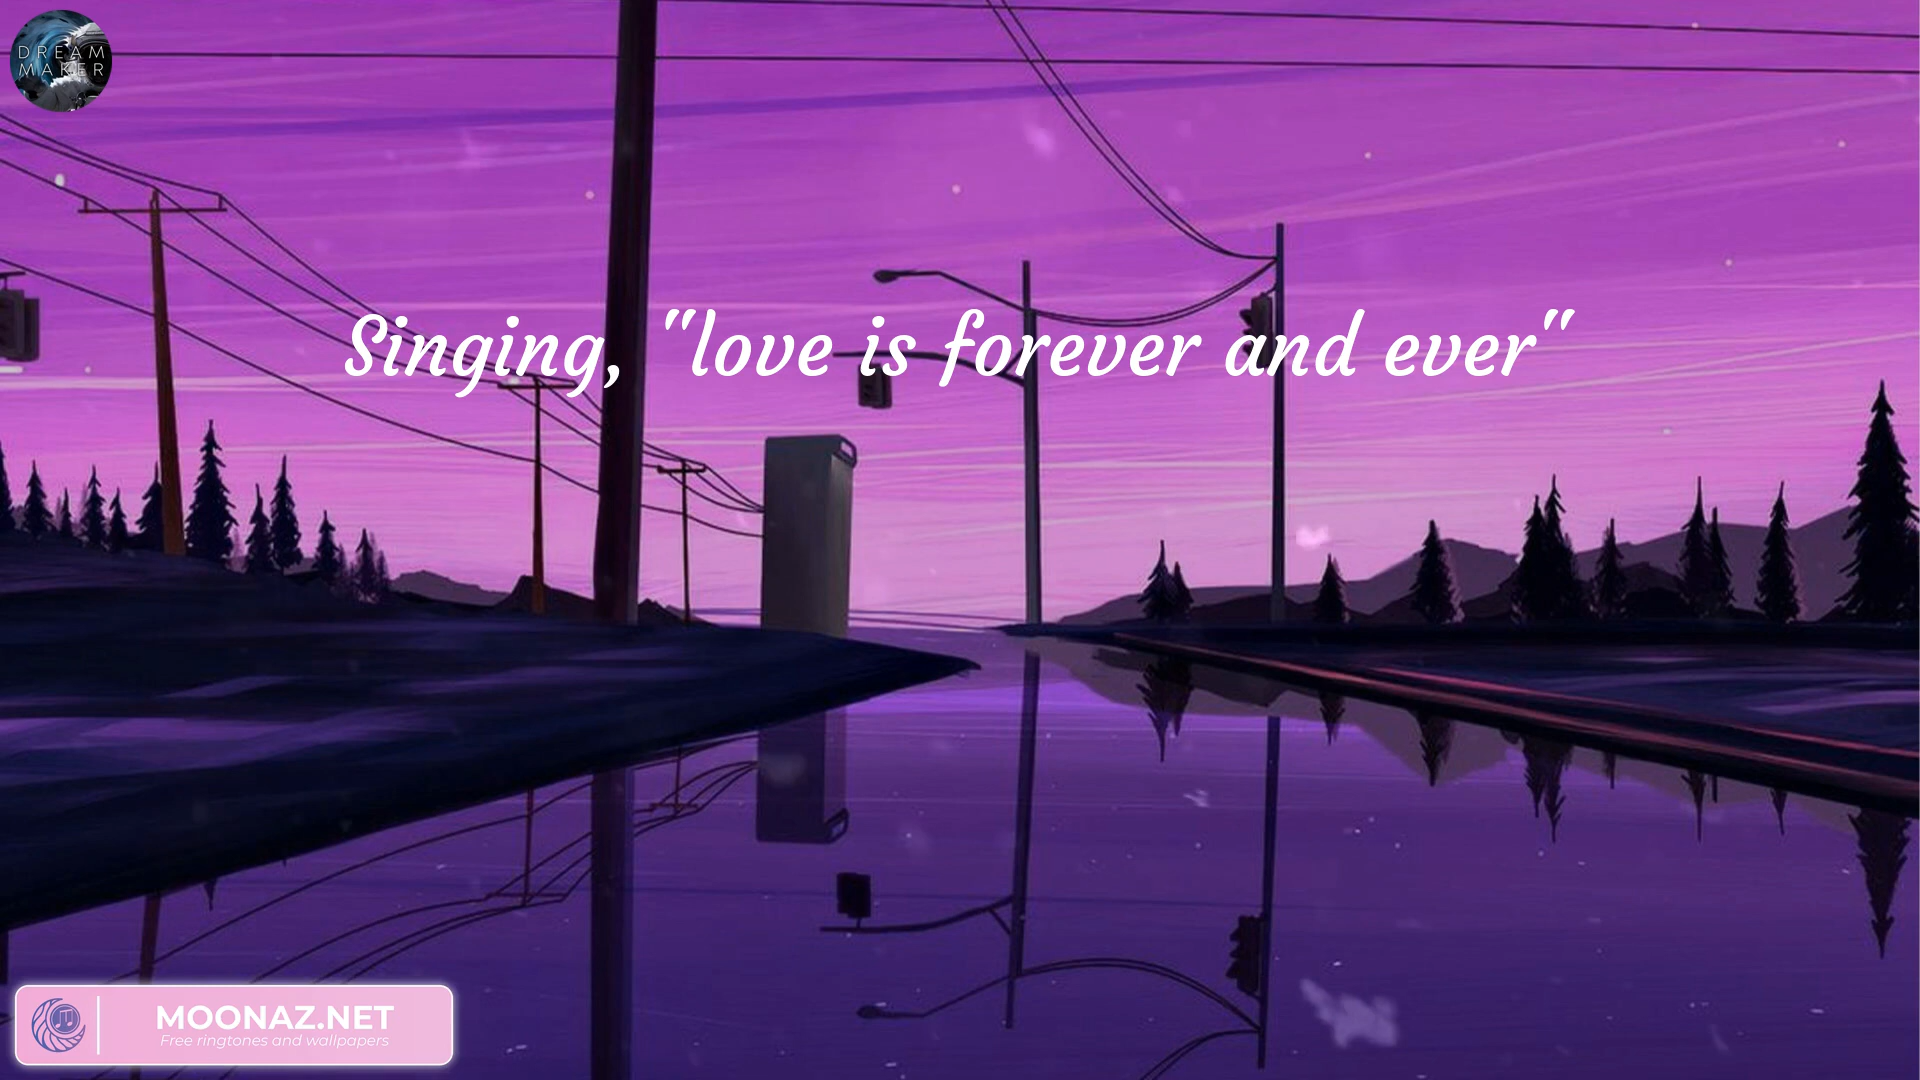 DREAM
MAKER
Singing, "love is forever and ever"
MOONAZ.NET
Free ringtones and wallpapers